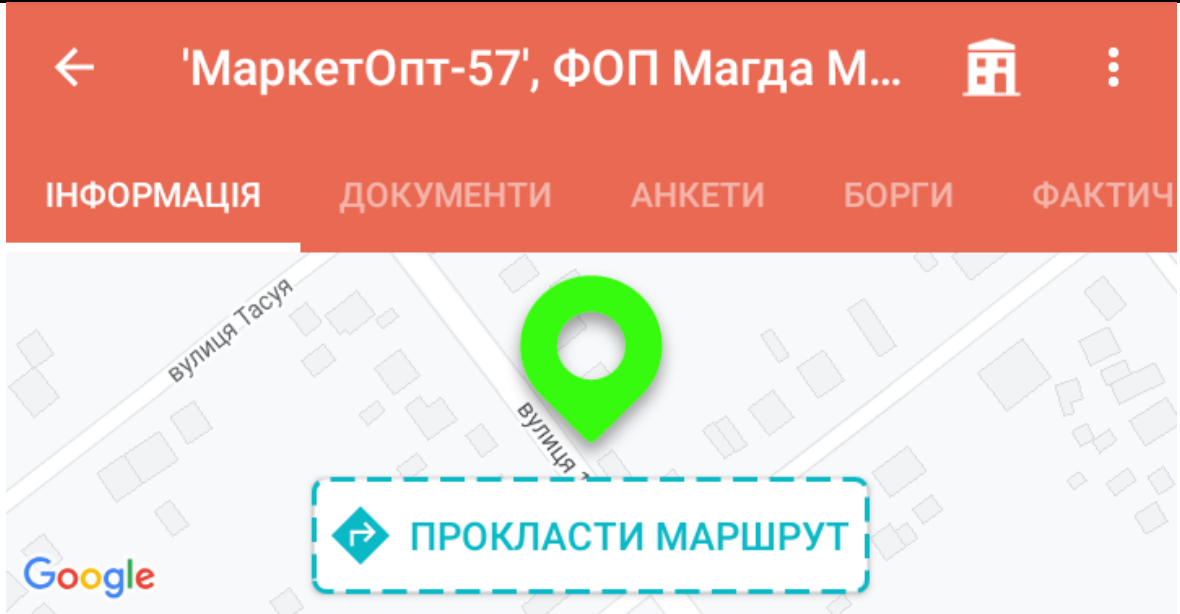 'МаркетОпт-57', ФОП Магда М...
ІНФОРМАЦІЯ ДОКУМЕНТИ АНКЕТИ БОРГИ ФАКТИЧ
вулиця Тасуя
вулиця
ПРОКЛАСТИ МАРШРУТ
Google